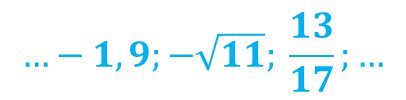 ... − 1, 9; −√11; 13/17; ...